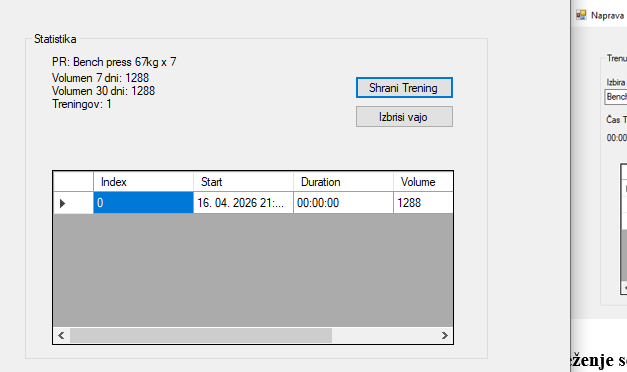 Statistika
PR: Bench press 67kg x 7
Volumen 7 dni: 1288
Volumen 30 dni: 1288
Treningov: 1
Shrani Trening
Izbrisi vajo
Index Start Duration Volume
0 16. 04. 2026 21:... 00:00:00 1288
Naprava
Trenu
Izbira
Bench
Čas T
00:00
eženje s